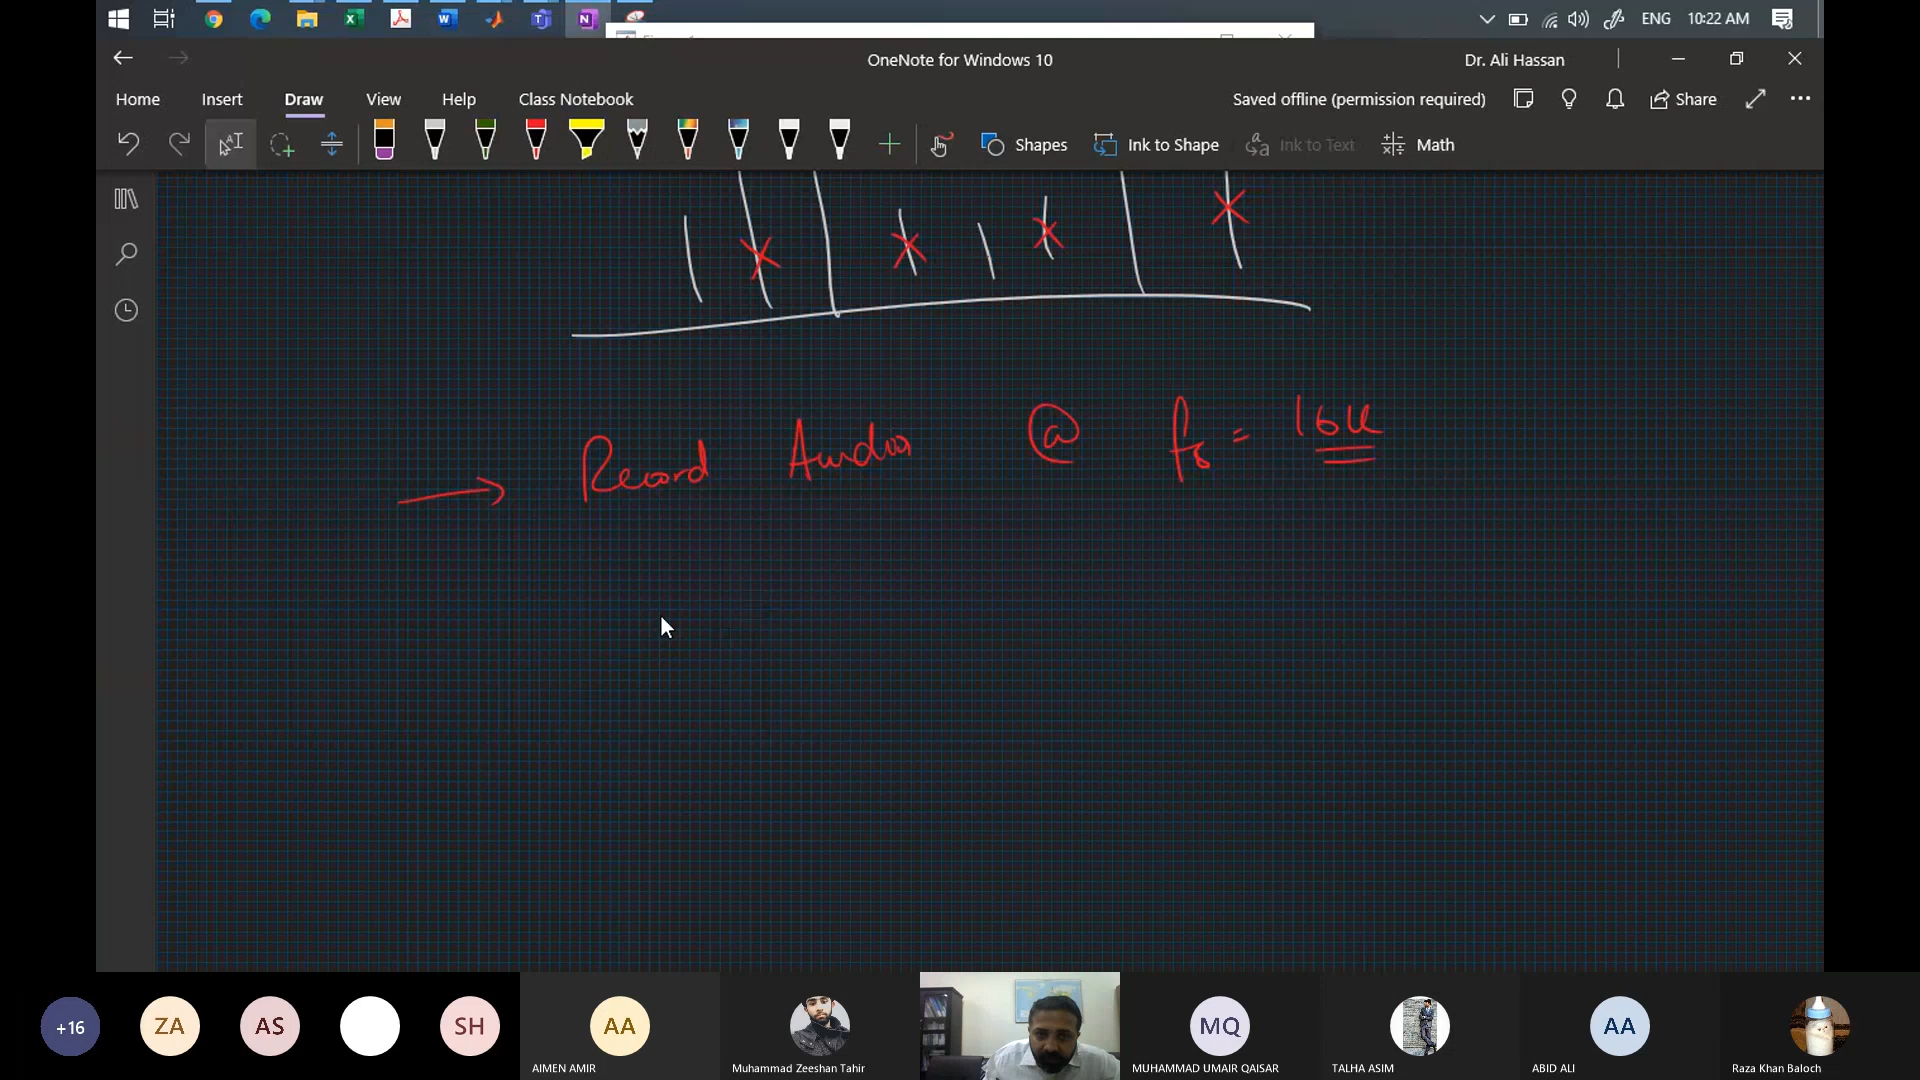 ENG 10:22 AM
OneNote for Windows 10
Dr. Ali Hassan
Home Insert Draw View Help Class Notebook
Saved offline (permission required)
Share
Shapes Ink to Shape Ink to Text Math
Record Audio @ fs = 16K
+16 ZA AS SH AA MQ AA
AIMEN AMIR Muhammad Zeeshan Tahir MUHAMMAD UMAIR QAISAR TALHA ASIM ABID ALI Raza Khan Baloch